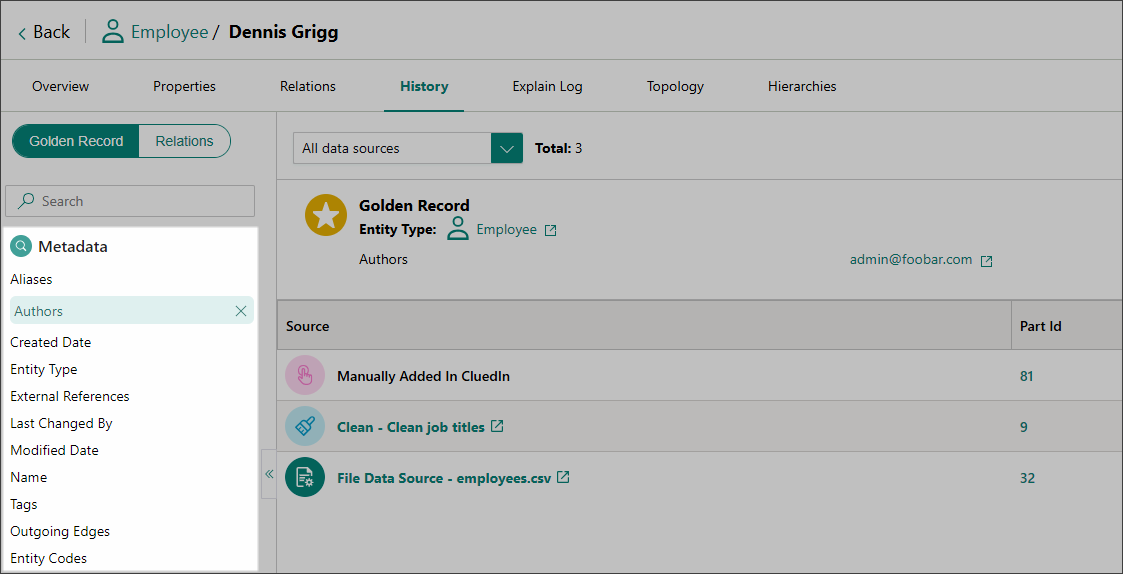 Back Employee / Dennis Grigg
Overview Properties Relations History Explain Log Topology Hierarchies
Golden Record Relations
All data sources Total: 3
Search
Golden Record
Entity Type: Employee
Authors admin@foobar.com
Metadata
Aliases
Authors
Created Date
Entity Type
External References
Last Changed By
Modified Date
Name
Tags
Outgoing Edges
Entity Codes
Source Part Id
Manually Added In CluedIn 81
Clean - Clean job titles 9
File Data Source - employees.csv 32